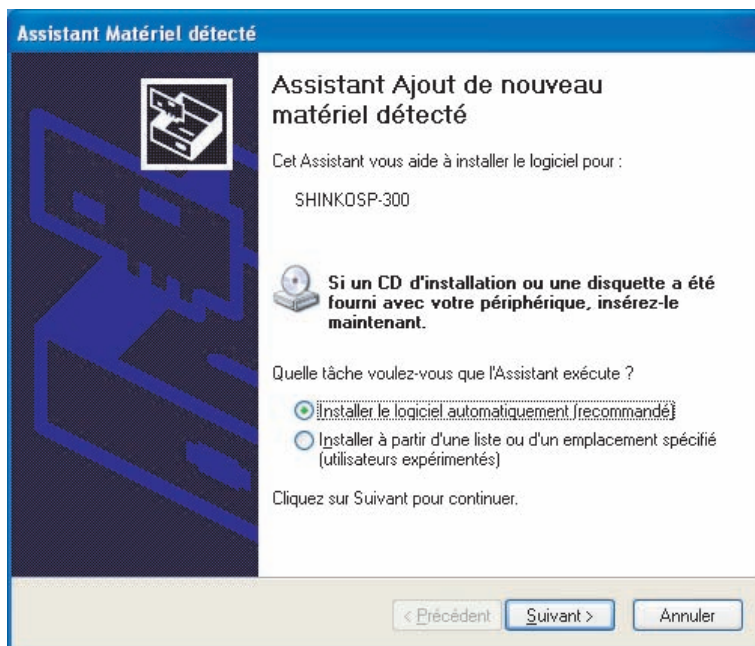 Assistant Matériel détecté
Assistant Ajout de nouveau
matériel détecté
Cet Assistant vous aide à installer le logiciel pour :
SHINKOSP-300
Si un CD d'installation ou une disquette a été
fourni avec votre périphérique, insérez-le
maintenant.
Quelle tâche voulez-vous que l'Assistant exécute ?
Installer le logiciel automatiquement (recommandé)
Installer à partir d'une liste ou d'un emplacement spécifié
(utilisateurs expérimentés)
Cliquez sur Suivant pour continuer.
< Précédent Suivant > Annuler